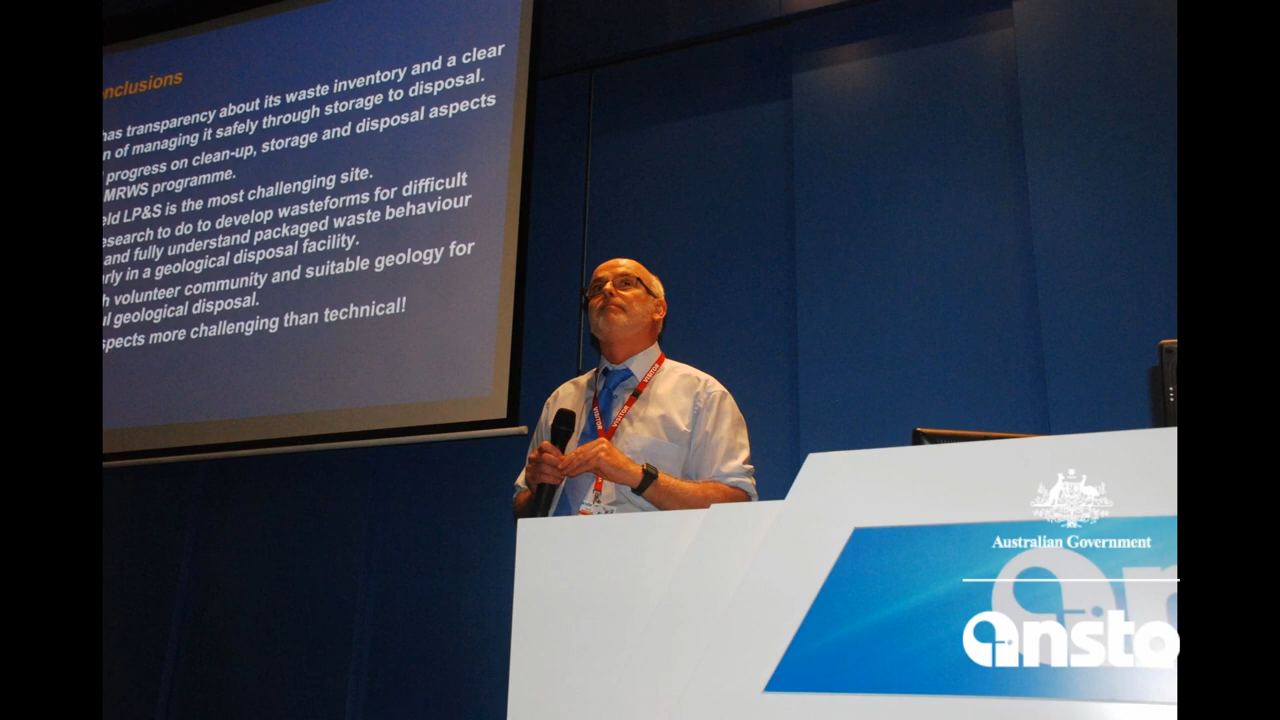 nclusions
has transparency about its waste inventory and a clear
n of managing it safely through storage to disposal.
progress on clean-up, storage and disposal aspects
MRWS programme.
eld LP&S is the most challenging site.
esearch to do to develop wasteforms for difficult
and fully understand packaged waste behaviour
rly in a geological disposal facility.
h volunteer community and suitable geology for
ul geological disposal.
spects more challenging than technical!
VISITOR
VISITOR
VISITOR
Australian Government
an
ansto